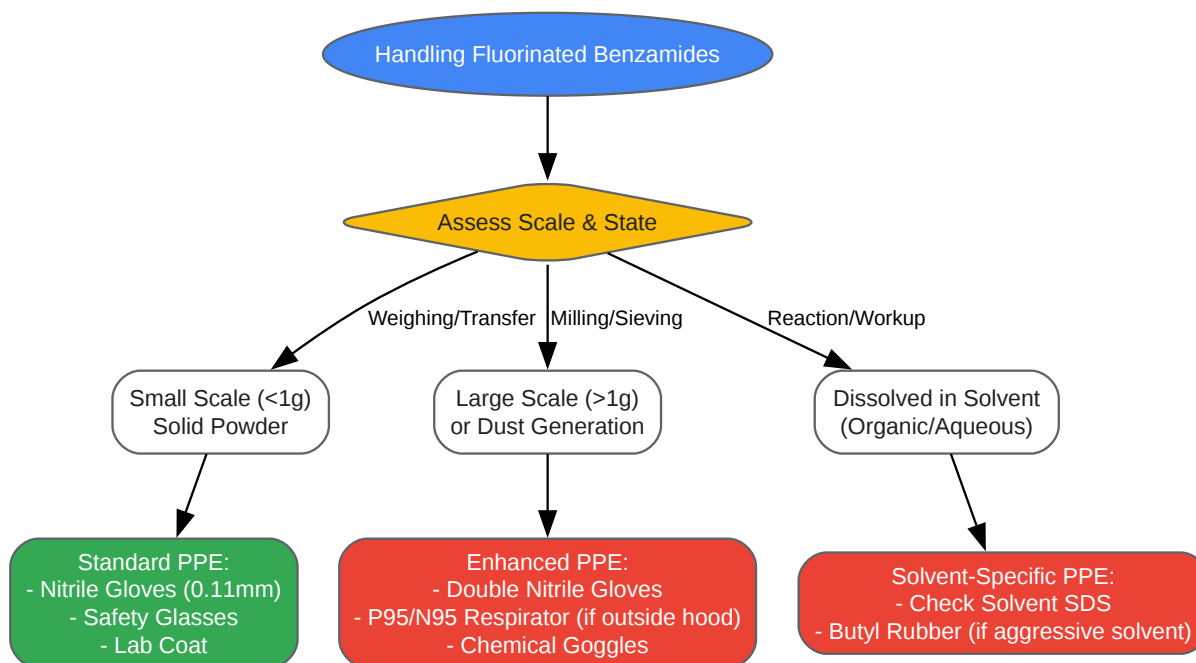 Handling Fluorinated Benzamides
Assess Scale & State
Weighing/Transfer
Milling/Sieving
Reaction/Workup
Small Scale (<1g)
Solid Powder
Large Scale (>1g)
or Dust Generation
Dissolved in Solvent
(Organic/Aqueous)
Standard PPE:
- Nitrile Gloves (0.11mm)
- Safety Glasses
- Lab Coat
Enhanced PPE:
- Double Nitrile Gloves
- P95/N95 Respirator (if outside hood)
- Chemical Goggles
Solvent-Specific PPE:
- Check Solvent SDS
- Butyl Rubber (if aggressive solvent)